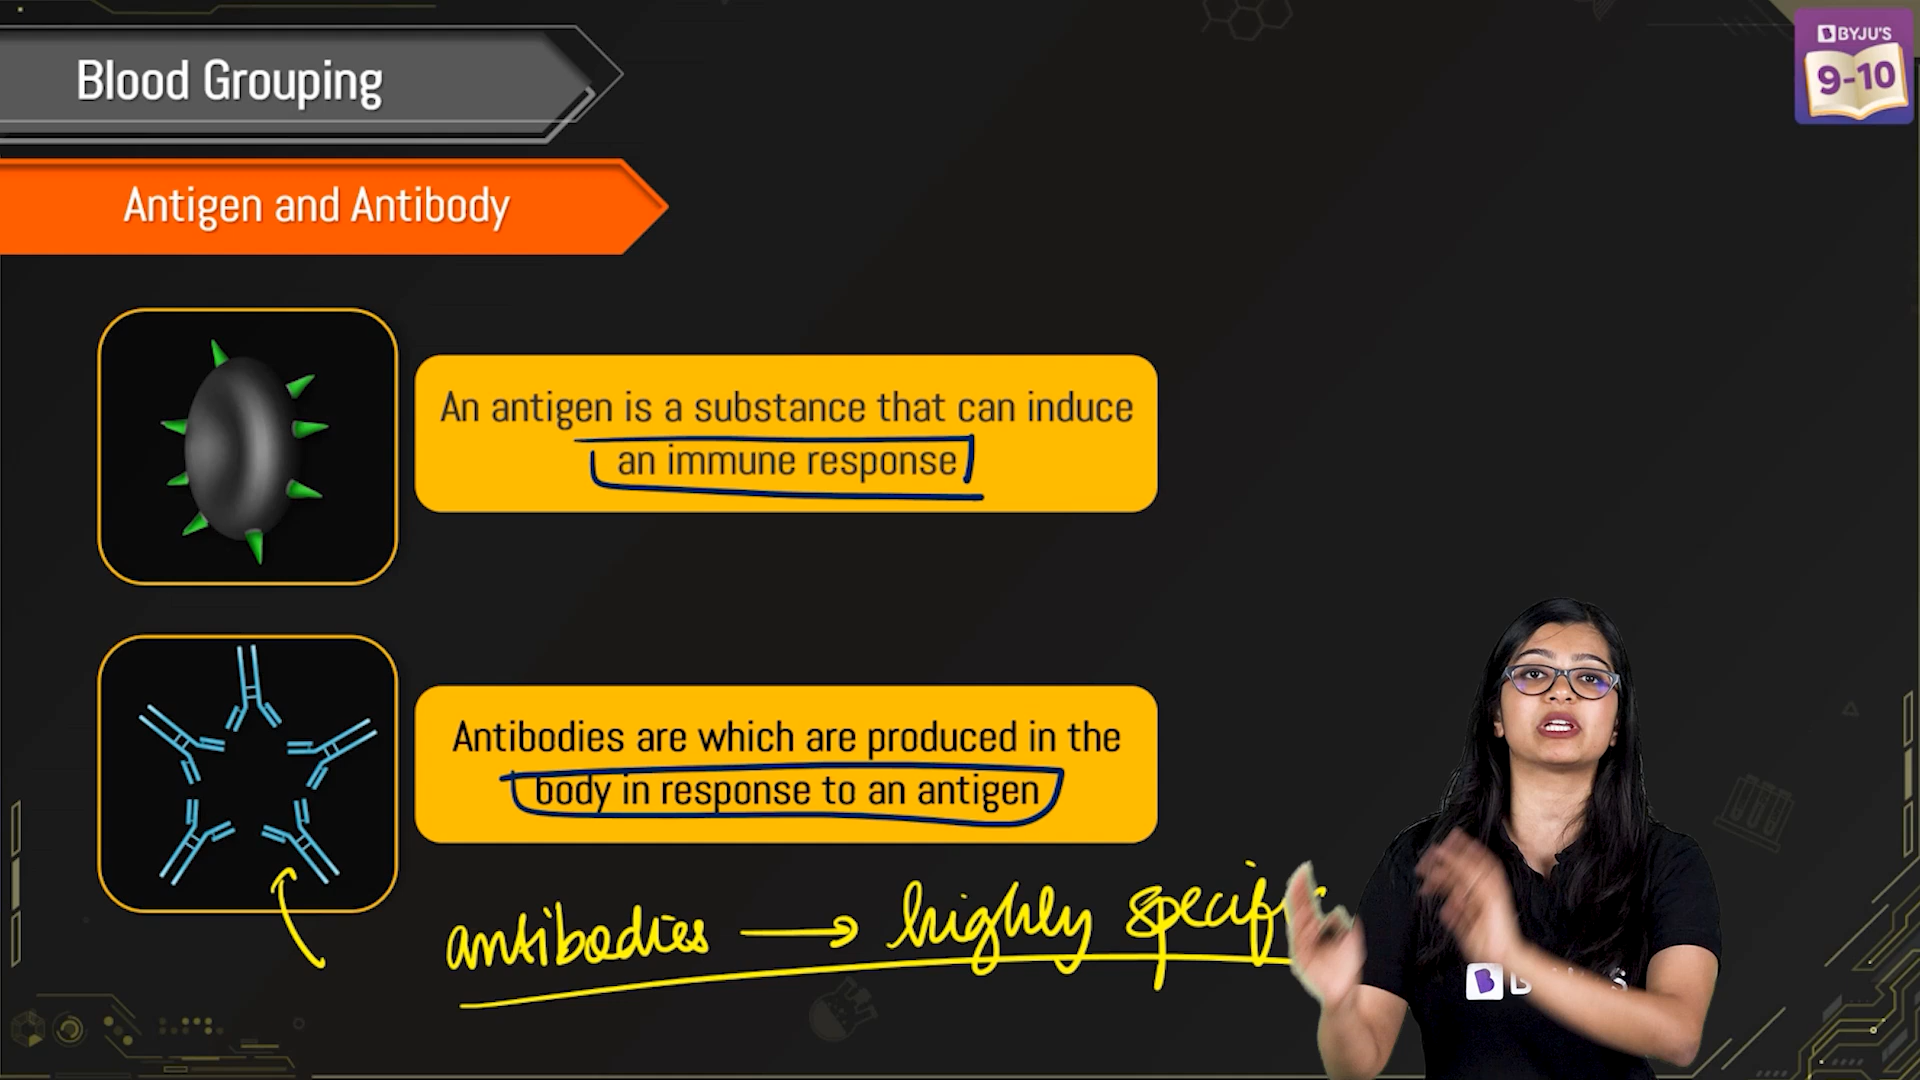 Blood Grouping
BYJU'S
9-10
Antigen and Antibody
An antigen is a substance that can induce
an immune response
Antibodies are which are produced in the
body in response to an antigen
antibodies → highly